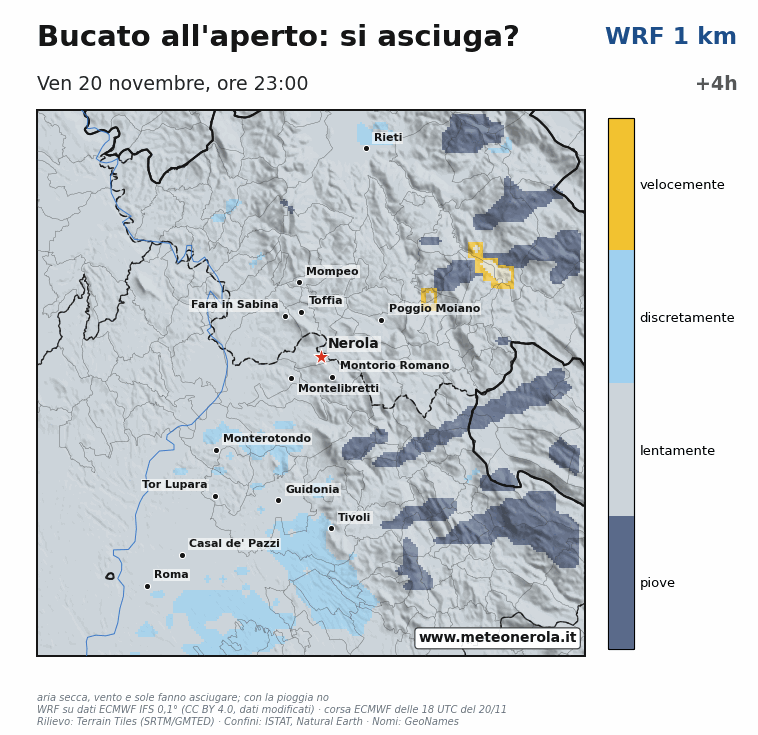 Bucato all'aperto: si asciuga?
WRF 1 km
Ven 20 novembre, ore 23:00
+4h
Rieti
Mompeo
Toffia
Fara in Sabina
Poggio Moiano
Nerola
Montorio Romano
Montelibretti
Monterotondo
Tor Lupara
Guidonia
Tivoli
Casal de' Pazzi
Roma
www.meteonerola.it
velocemente
discretamente
lentamente
piove
aria secca, vento e sole fanno asciugare; con la pioggia no
WRF su dati ECMWF IFS 0,1° (CC BY 4.0, dati modificati) · corsa ECMWF delle 18 UTC del 20/11
Rilievo: Terrain Tiles (SRTM/GMTED) · Confini: ISTAT, Natural Earth · Nomi: GeoNames